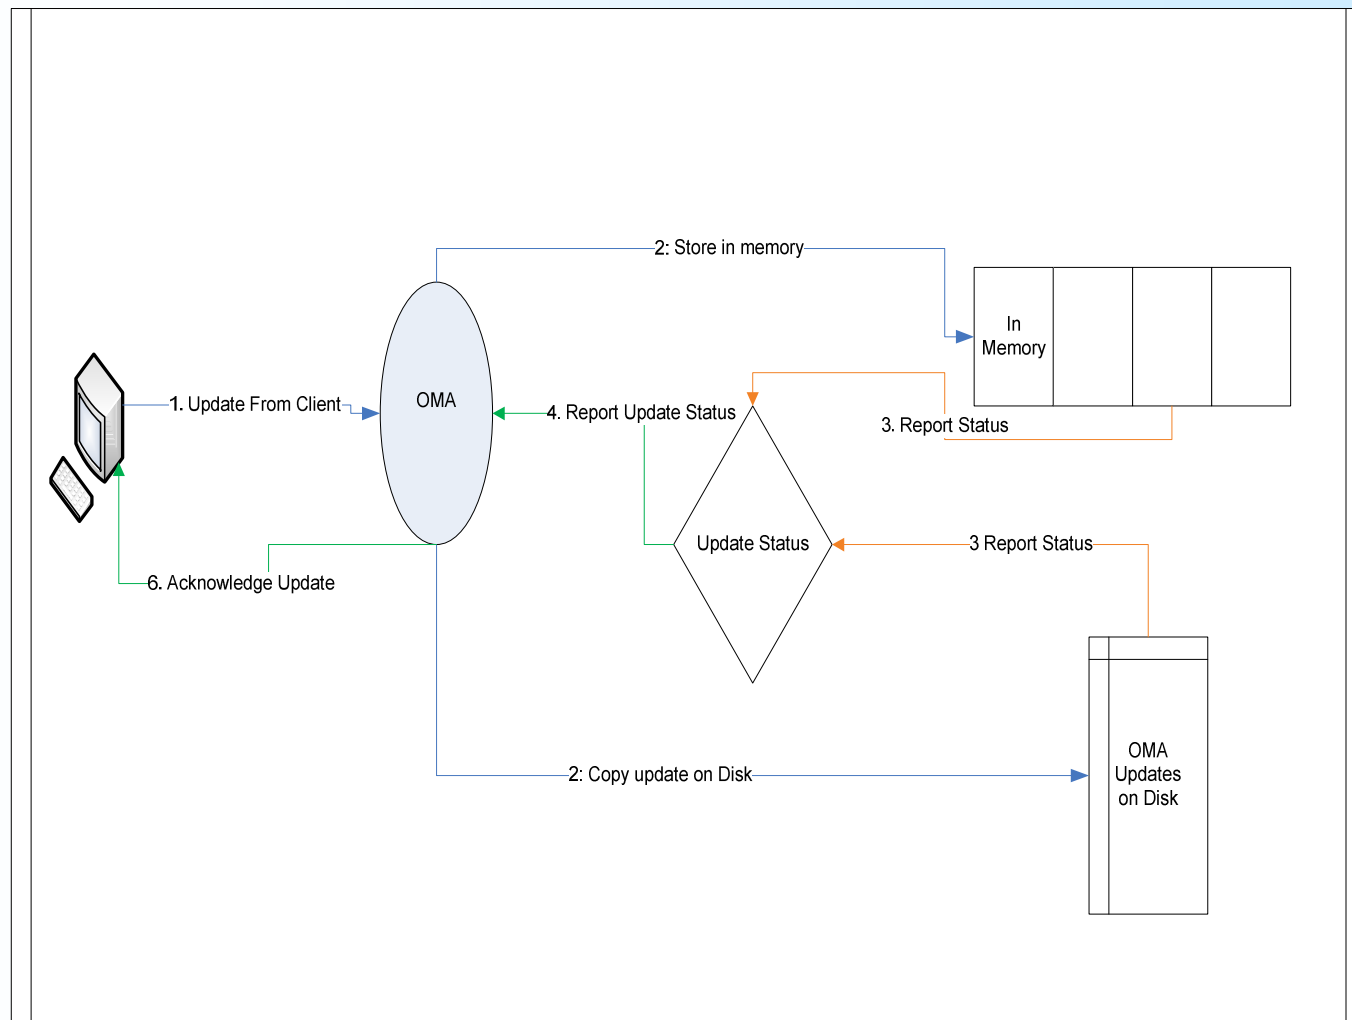 2: Store in memory
In
Memory
1. Update From Client
OMA
4. Report Update Status
3. Report Status
Update Status
3 Report Status
6. Acknowledge Update
2: Copy update on Disk
OMA
Updates
on Disk